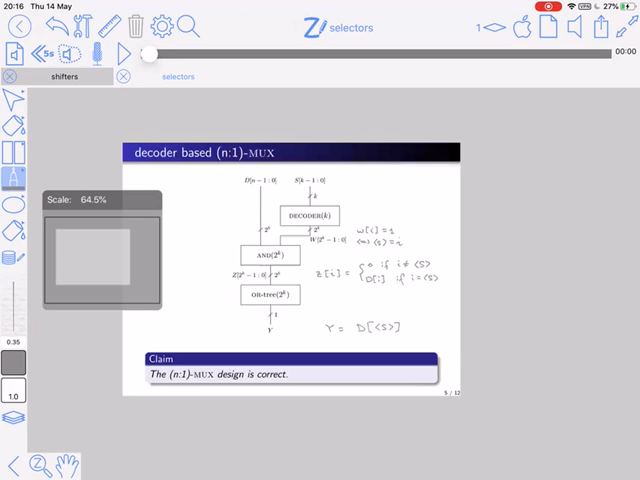 20:16 Thu 14 May
VPN 27%
selectors
1
5s
00:00
shifters
selectors
decoder based (n:1)-MUX
D[n − 1 : 0] S[k − 1 : 0]
k
DECODER(k)
2^k 2^k
W[2^k − 1 : 0]
W[i] = 1
<=> <S> = i
AND(2^k)
Z[2^k − 1 : 0] 2^k
Z[i] = { 0 if i ≠ <S>
D[i] if i = <S>
OR-tree(2^k)
1
Y
Y = D[<S>]
Claim
The (n:1)-MUX design is correct.
5 / 12
Scale: 64.5%
A
0.35
1.0